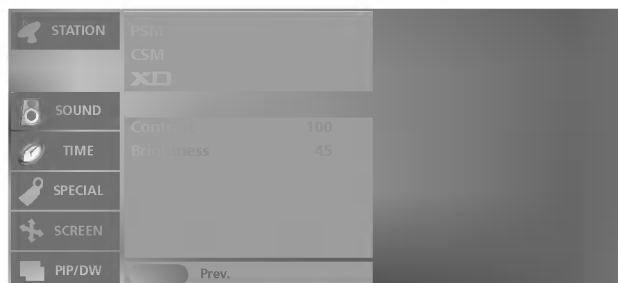 STATION
PSM
CSM
XD
SOUND
Contrast 100
TIME
Brightness 45
SPECIAL
SCREEN
PIP/DW
Prev.